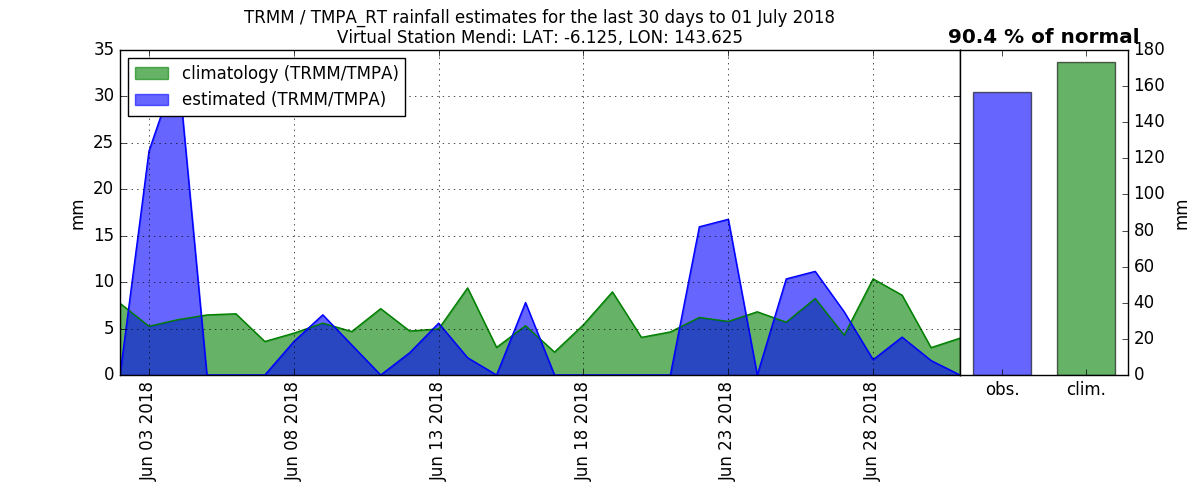 TRMM / TMPA_RT rainfall estimates for the last 30 days to 01 July 2018
Virtual Station Mendi: LAT: -6.125, LON: 143.625
90.4 % of normal
climatology (TRMM/TMPA)
estimated (TRMM/TMPA)
35
30
25
20
15
10
5
0
mm
Jun 03 2018
Jun 08 2018
Jun 13 2018
Jun 18 2018
Jun 23 2018
Jun 28 2018
obs.
clim.
180
160
140
120
100
80
60
40
20
0
mm